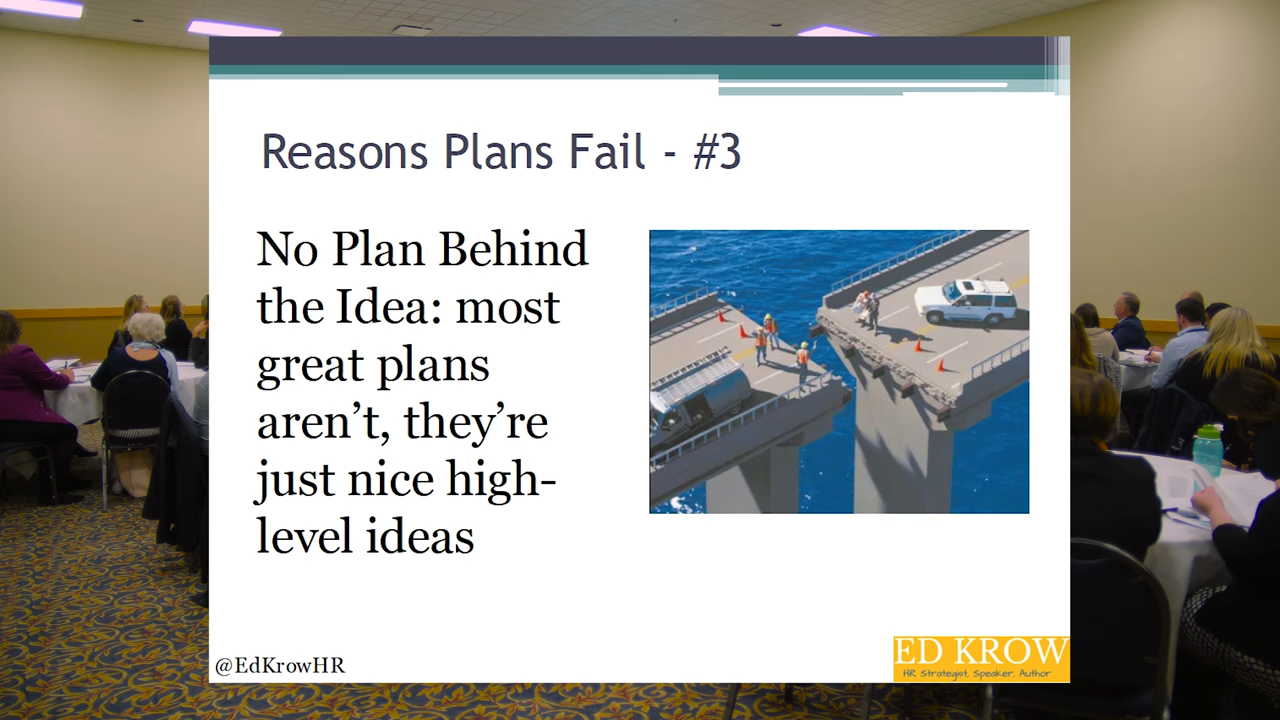 Reasons Plans Fail - #3
No Plan Behind
the Idea: most
great plans
aren’t, they’re
just nice high-
level ideas
@EdKrowHR
ED KROW
HR Strategist, Speaker, Author